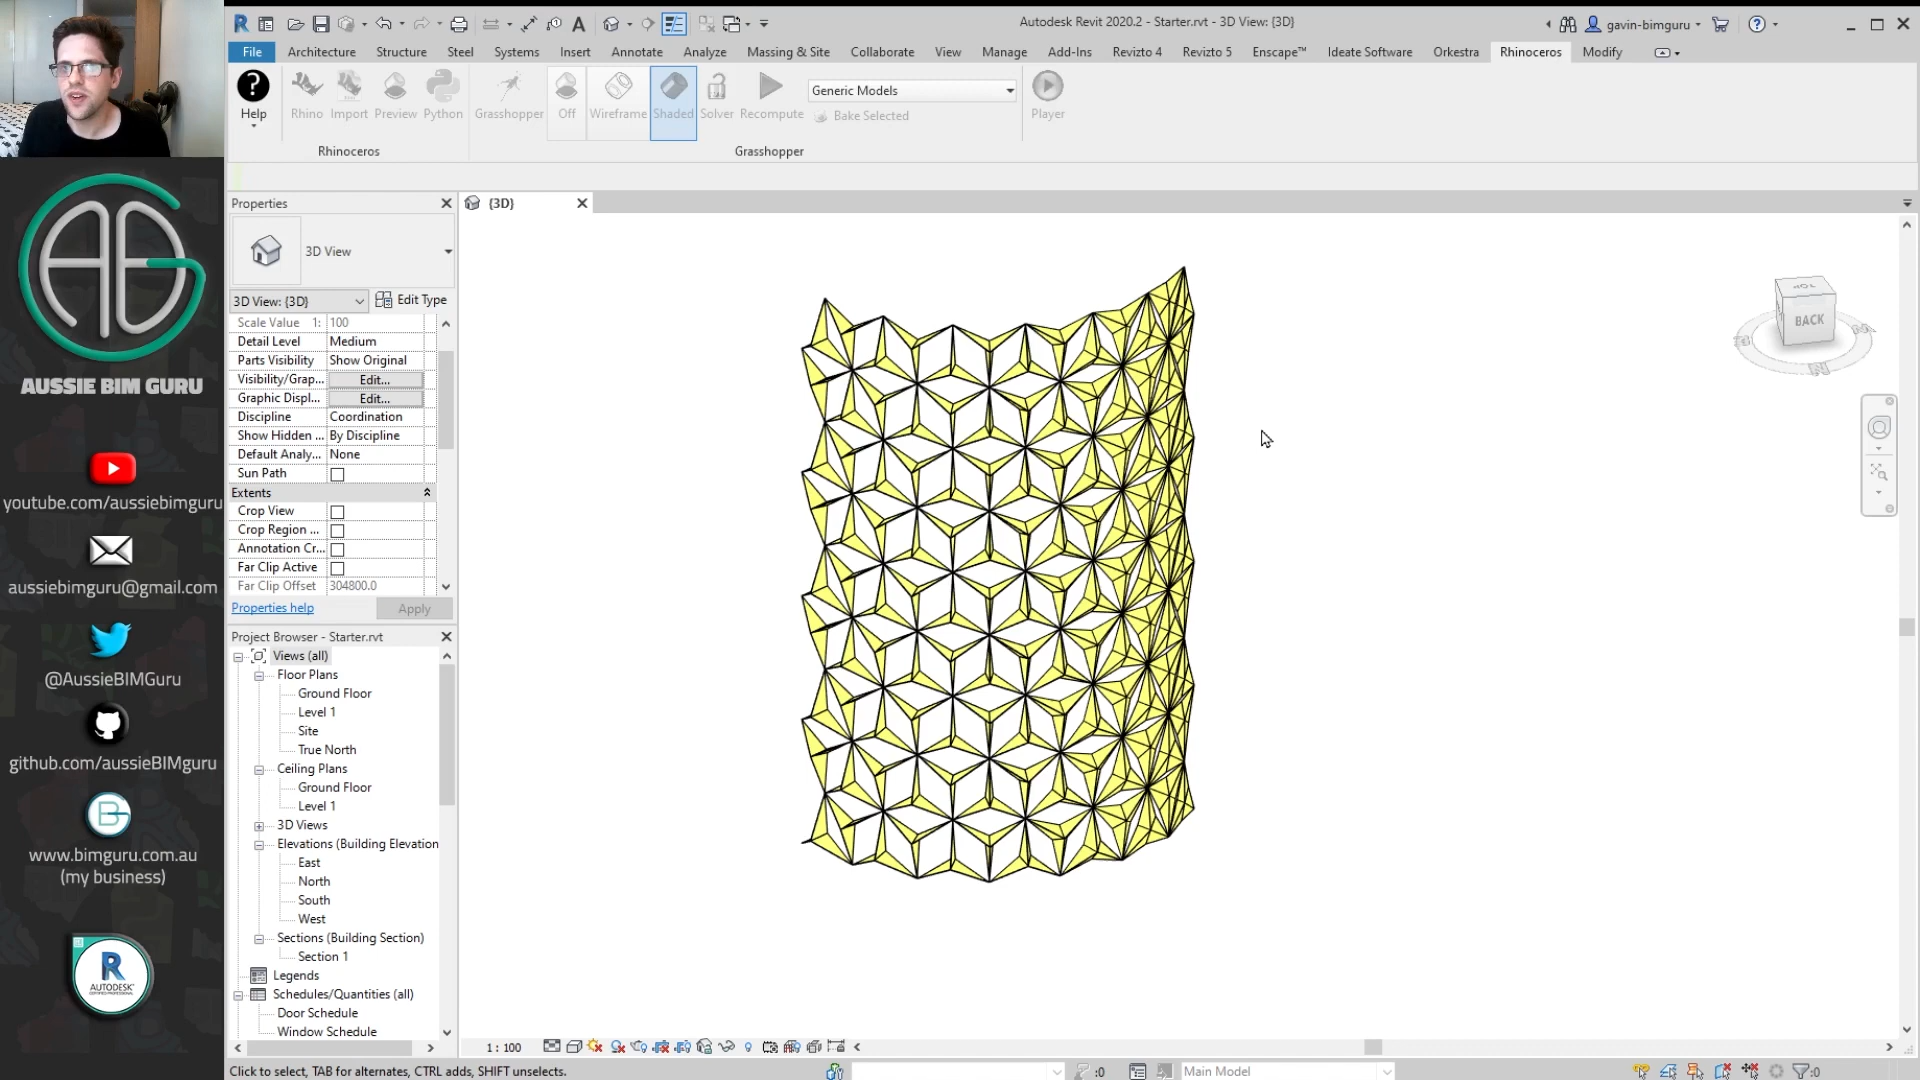 Autodesk Revit 2020.2 - Starter.rvt - 3D View: {3D}
gavin-bimguru
File Architecture Structure Steel Systems Insert Annotate Analyze Massing & Site Collaborate View Manage Add-Ins Revizto 4 Revizto 5 Enscape™ Ideate Software Orkestra Rhinoceros Modify
Help Rhino Import Preview Python Grasshopper Off Wireframe Shaded Solver Recompute
Generic Models
Bake Selected
Player
Rhinoceros
Grasshopper
AUSSIE BIM GURU
youtube.com/aussiebimguru
aussiebimguru@gmail.com
@AussieBIMGuru
github.com/aussieBIMguru
www.bimguru.com.au
(my business)
R
AUTODESK
Properties
3D View
3D View: {3D}
Edit Type
Scale Value 1: 100
Detail Level Medium
Parts Visibility Show Original
Visibility/Grap... Edit...
Graphic Displ... Edit...
Discipline Coordination
Show Hidden ... By Discipline
Default Analy... None
Sun Path
Extents
Crop View
Crop Region ...
Annotation Cr...
Far Clip Active
Far Clip Offset 304800.0
Properties help
Apply
Project Browser - Starter.rvt
Views (all)
Floor Plans
Ground Floor
Level 1
Site
True North
Ceiling Plans
Ground Floor
Level 1
3D Views
Elevations (Building Elevation
East
North
South
West
Sections (Building Section)
Section 1
Legends
Schedules/Quantities (all)
Door Schedule
Window Schedule
{3D}
TOP
BACK
1 : 100
Click to select, TAB for alternates, CTRL adds, SHIFT unselects.
:0
Main Model
:0